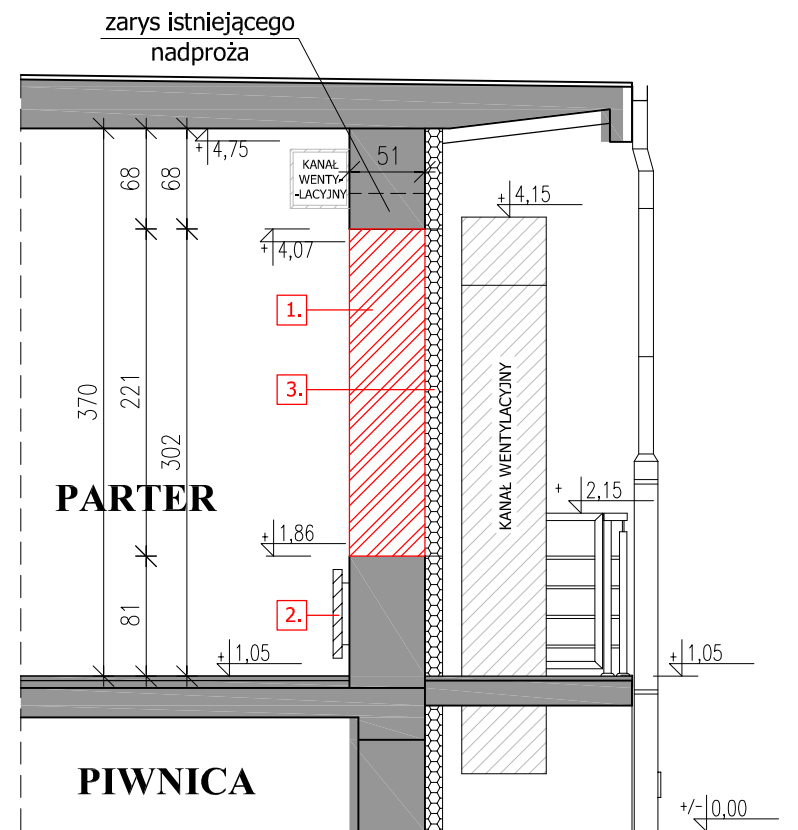 zarys istniejącego
nadproża
+ 4,75
51
KANAŁ
WENTY-
-LACYJNY
68
68
+ 4,15
+ 4,07
1.
370
221
302
3.
KANAŁ WENTYLACYJNY
PARTER
+ 2,15
+ 1,86
81
2.
+ 1,05
+ 1,05
PIWNICA
+/- 0,00